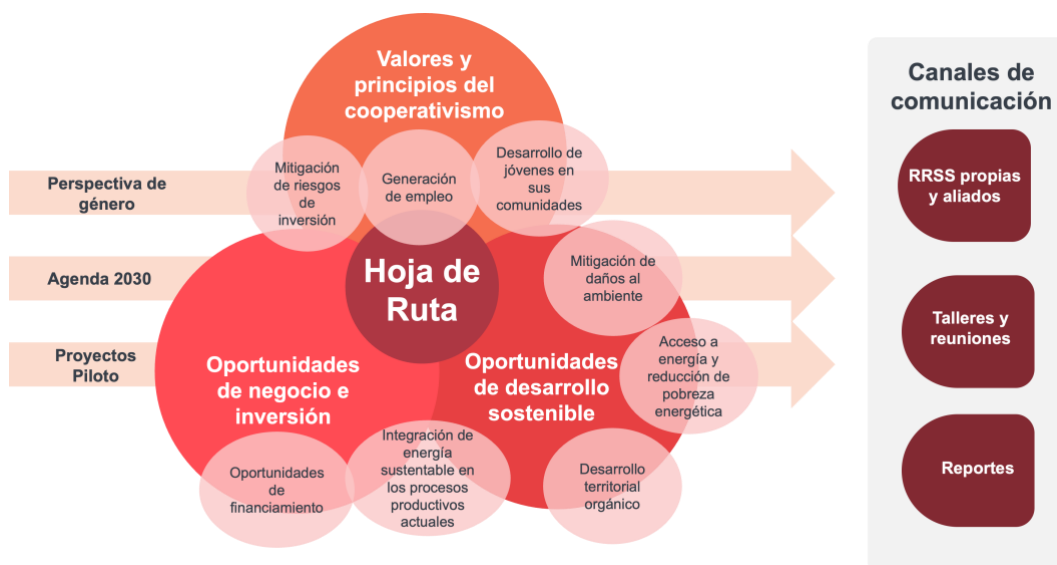 Valores y
principios del
cooperativismo
Mitigación
de riesgos
de
inversión
Generación
de empleo
Desarrollo de
jóvenes en
sus
comunidades
Perspectiva de
género
Agenda 2030
Proyectos
Piloto
Hoja de
Ruta
Mitigación de
daños al
ambiente
Oportunidades
de negocio e
inversión
Oportunidades
de desarrollo
sostenible
Acceso a
energía y
reducción de
pobreza
energética
Oportunidades
de
financiamiento
Integración de
energía
sustentable en
los procesos
productivos
actuales
Desarrollo
territorial
orgánico
Canales de
comunicación
RRSS propias
y aliados
Talleres y
reuniones
Reportes